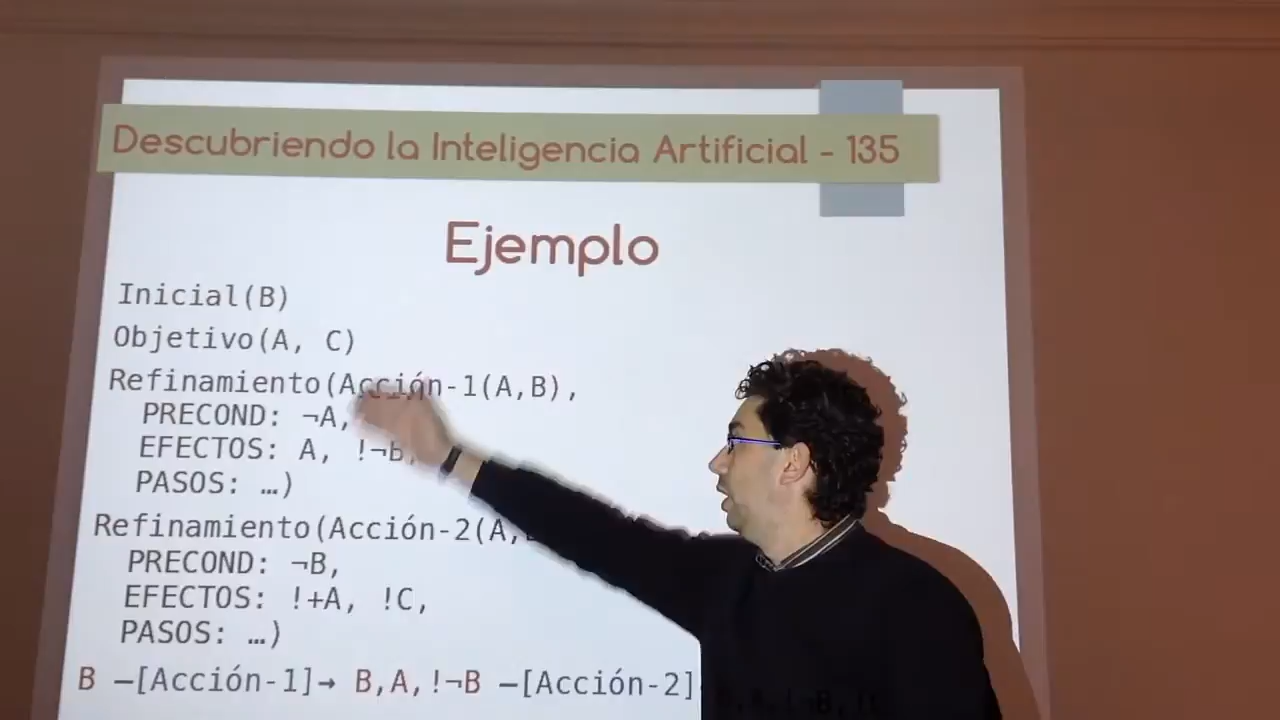 Descubriendo la Inteligencia Artificial - 135
Ejemplo
Inicial(B)
Objetivo(A, C)
Refinamiento(Acción-1(A,B),
PRECOND: ¬A,
EFECTOS: A, !¬B,
PASOS: …)
Refinamiento(Acción-2(A,
PRECOND: ¬B,
EFECTOS: !+A, !C,
PASOS: …)
B —[Acción-1]→ B,A,!¬B —[Acción-2]